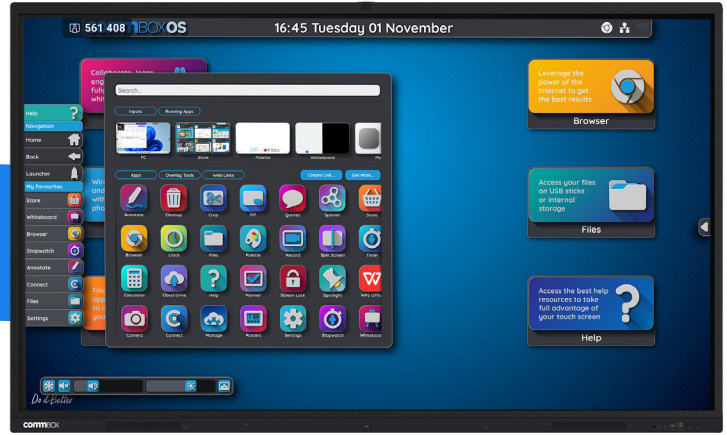 561 408
BOXOS
16:45 Tuesday 01 November
Help
Navigation
Home
Back
Launcher
My Favourites
Store
Whiteboard
Browser
Stopwatch
Annotate
Connect
Files
Settings
Search...
Inputs
Running Apps
PC
Store
Palette
Whiteboard
Apps
Overlay Tools
Web Links
Create Link...
Get More...
Annotate
Cleanup
Crop
PiP
Quotes
Spinner
Store
Browser
Clock
Files
Palette
Record
Split Screen
Timer
Calculator
Cloud Drive
Help
Planner
Screen Lock
Spotlight
Camera
Connect
Manage
Posters
Settings
Stopwatch
Leverage the
power of the
Internet to get
the best results
Browser
Access your files
on USB sticks
or internal
storage
Files
Access the best help
resources to take
full advantage of
your touch screen
Help
Do it Better
commBOX